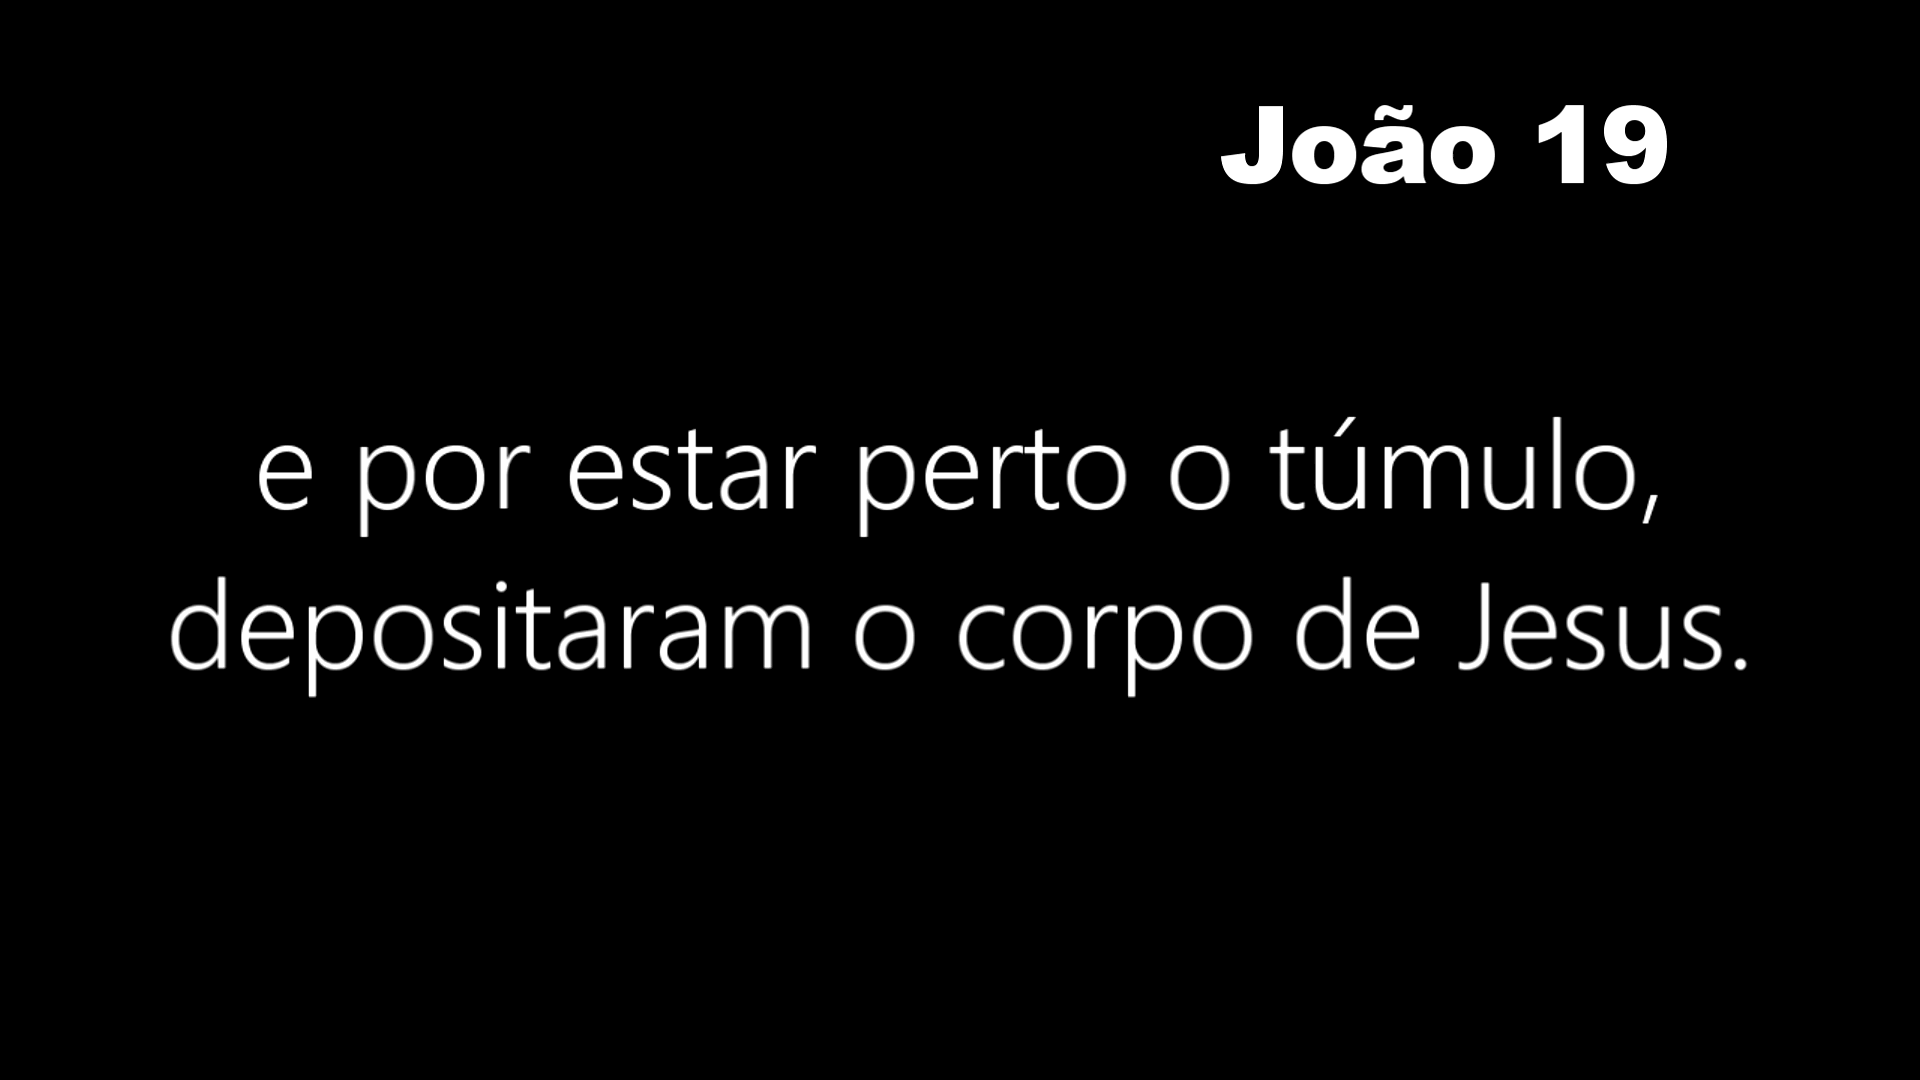 João 19
e por estar perto o túmulo,
depositaram o corpo de Jesus.